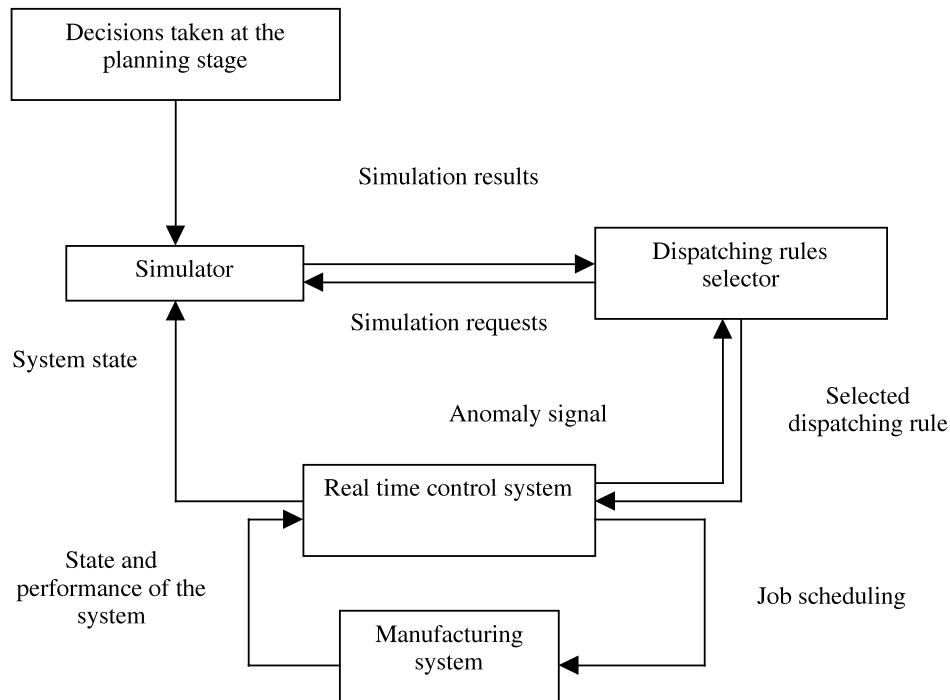 Decisions taken at the
planning stage
Simulation results
Simulator
Dispatching rules
selector
Simulation requests
System state
Selected
dispatching rule
Anomaly signal
Real time control system
State and
performance of the
system
Job scheduling
Manufacturing
system